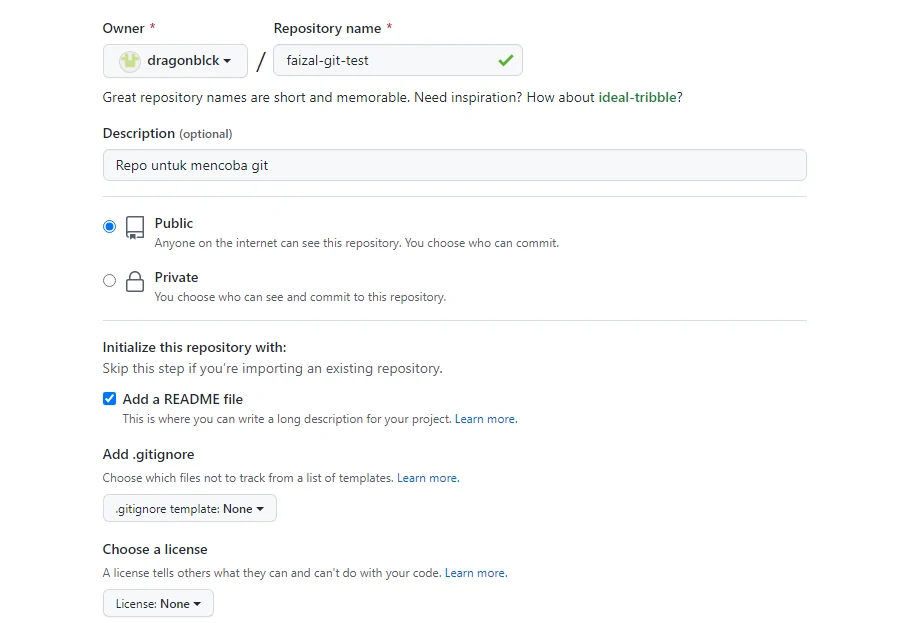 Owner * Repository name *
dragonblck / faizal-git-test
Great repository names are short and memorable. Need inspiration? How about ideal-tribble?
Description (optional)
Repo untuk mencoba git
Public
Anyone on the internet can see this repository. You choose who can commit.
Private
You choose who can see and commit to this repository.
Initialize this repository with:
Skip this step if you're importing an existing repository.
Add a README file
This is where you can write a long description for your project. Learn more.
Add .gitignore
Choose which files not to track from a list of templates. Learn more.
.gitignore template: None
Choose a license
A license tells others what they can and can't do with your code. Learn more.
License: None